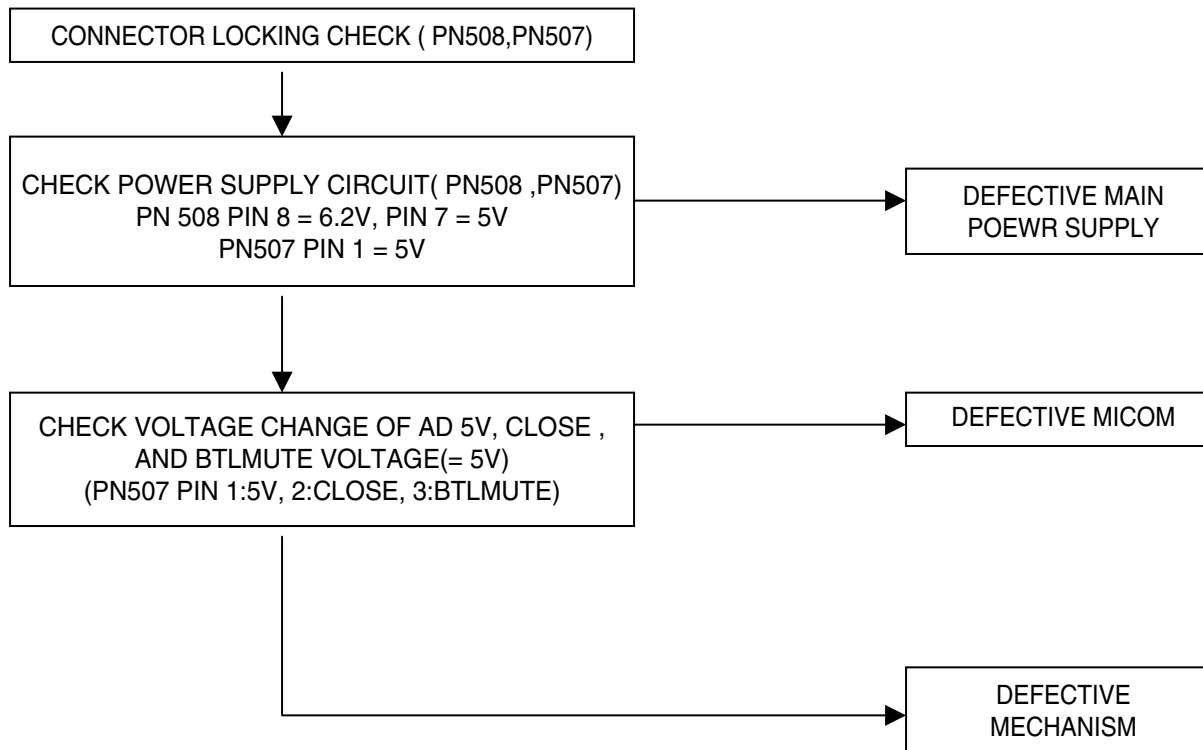 CONNECTOR LOCKING CHECK ( PN508,PN507)
CHECK POWER SUPPLY CIRCUIT( PN508 ,PN507)
PN 508 PIN 8 = 6.2V, PIN 7 = 5V
PN507 PIN 1 = 5V
DEFECTIVE MAIN
POEWR SUPPLY
CHECK VOLTAGE CHANGE OF AD 5V, CLOSE ,
AND BTLMUTE VOLTAGE(= 5V)
(PN507 PIN 1:5V, 2:CLOSE, 3:BTLMUTE)
DEFECTIVE MICOM
DEFECTIVE
MECHANISM